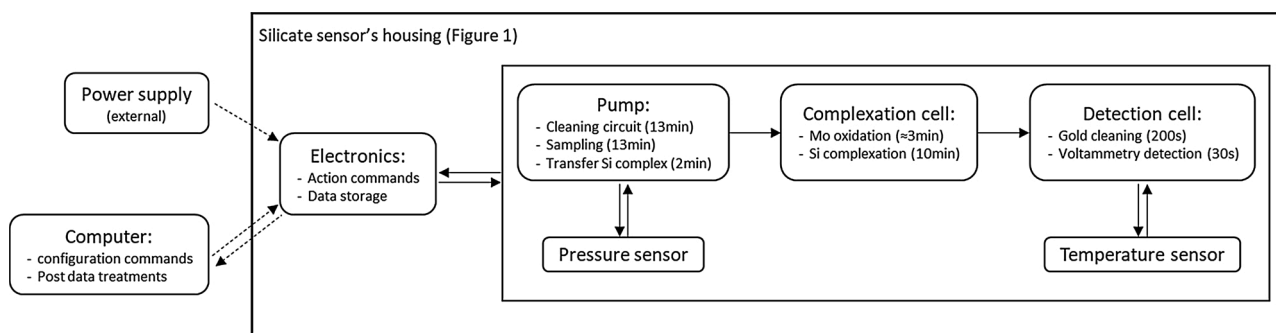 Silicate sensor's housing (Figure 1)
Power supply
(external)
Electronics:
- Action commands
- Data storage
Computer:
- configuration commands
- Post data treatments
Pump:
- Cleaning circuit (13min)
- Sampling (13min)
- Transfer Si complex (2min)
Pressure sensor
Complexation cell:
- Mo oxidation (≈3min)
- Si complexation (10min)
Detection cell:
- Gold cleaning (200s)
- Voltammetry detection (30s)
Temperature sensor